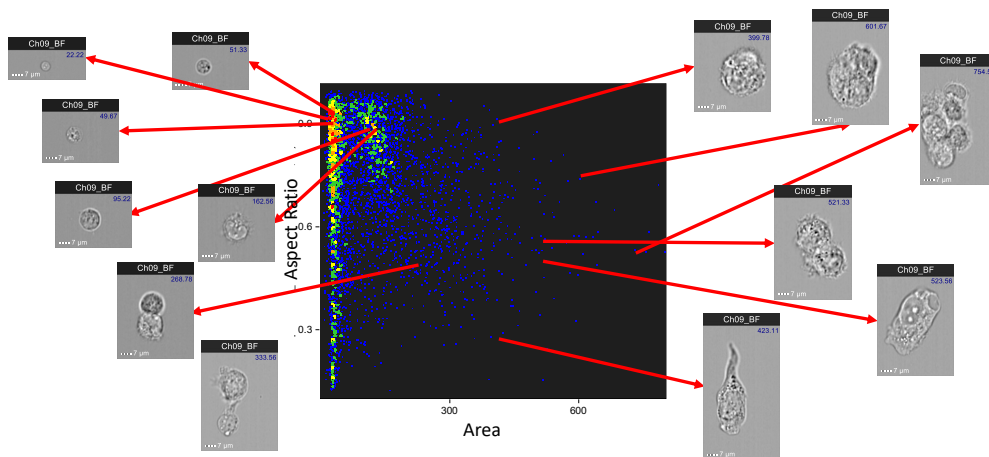 Ch09_BF
22.22
7 µm
Ch09_BF
51.33
7 µm
Ch09_BF
399.78
7 µm
Ch09_BF
601.67
7 µm
Ch09_BF
7 µm
Ch09_BF
49.67
7 µm
Ch09_BF
95.22
7 µm
Ch09_BF
162.56
7 µm
Ch09_BF
521.33
7 µm
Ch09_BF
268.78
7 µm
Ch09_BF
523.56
7 µm
Ch09_BF
333.56
7 µm
Ch09_BF
423.11
7 µm
0.9
0.6
0.3
Aspect Ratio
300
600
Area